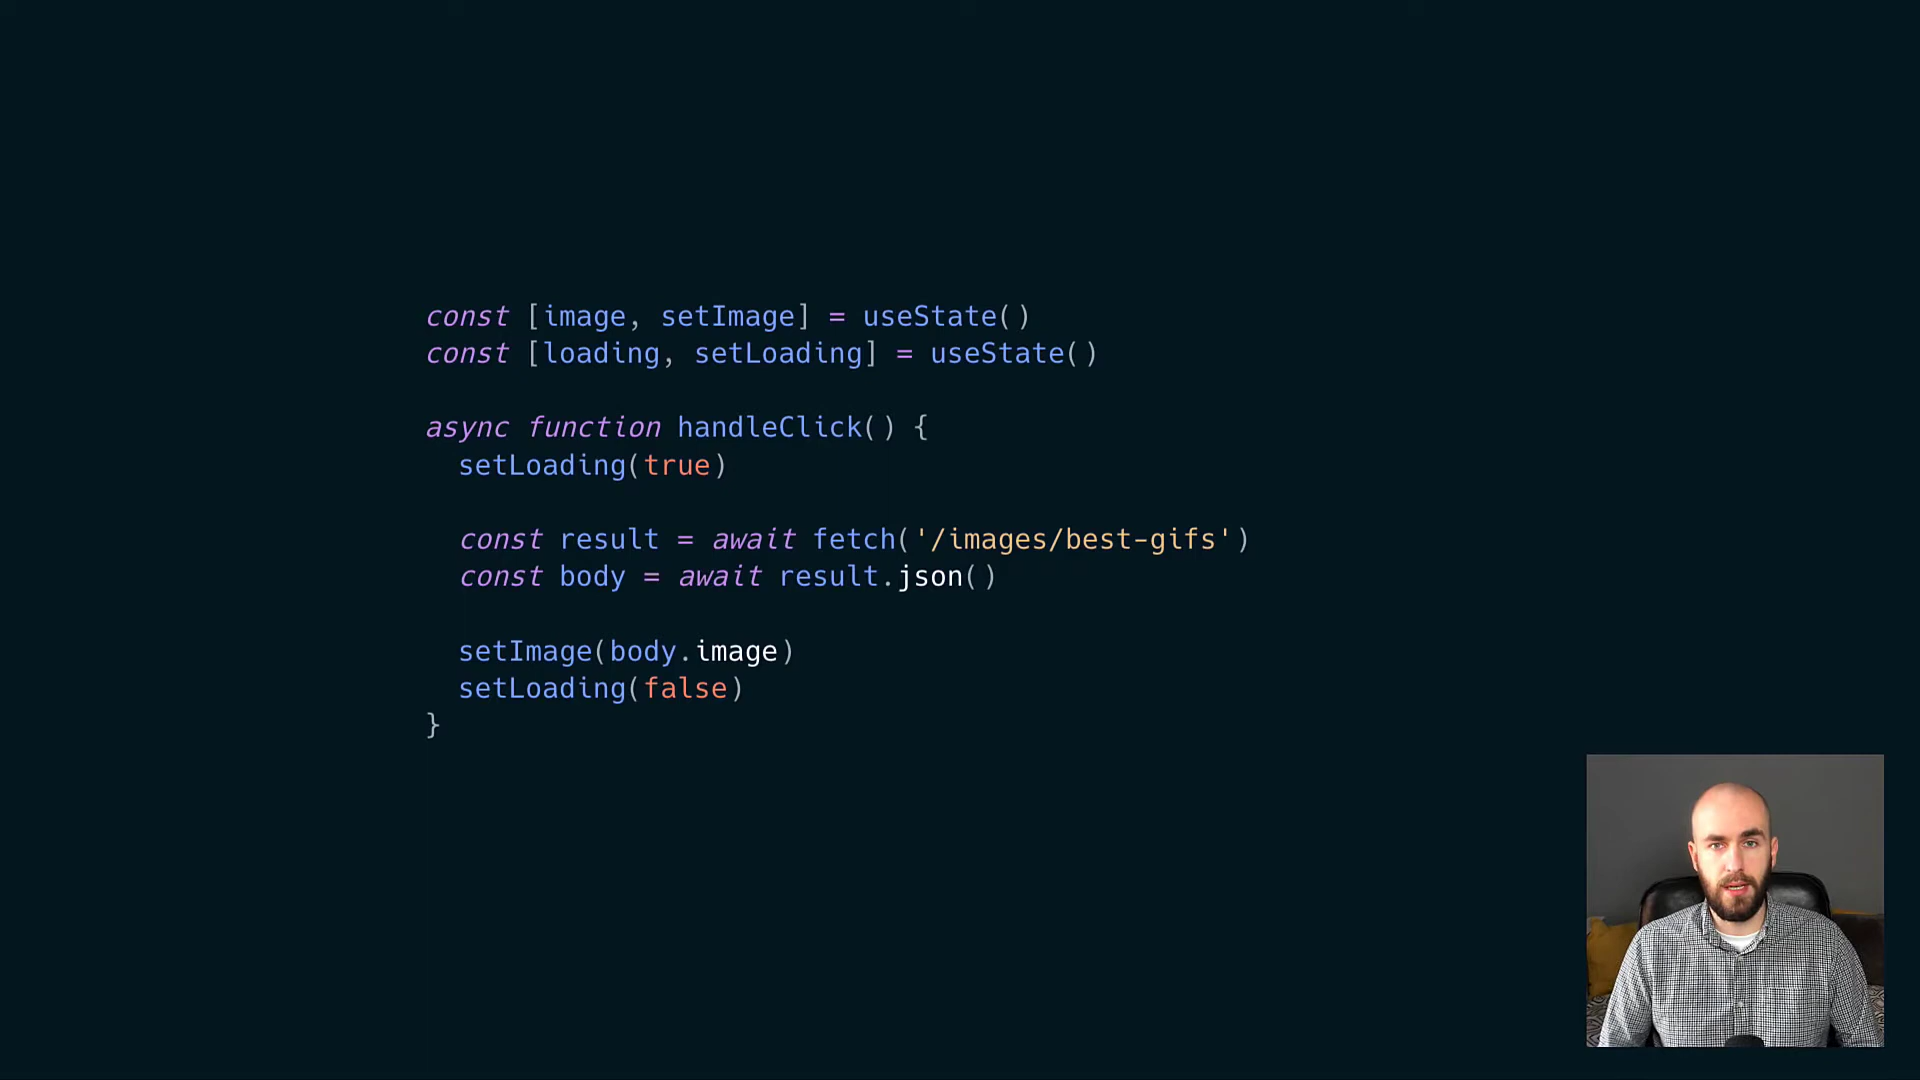 const [image, setImage] = useState()
const [loading, setLoading] = useState()
async function handleClick() {
setLoading(true)
const result = await fetch('/images/best-gifs')
const body = await result.json()
setImage(body.image)
setLoading(false)
}